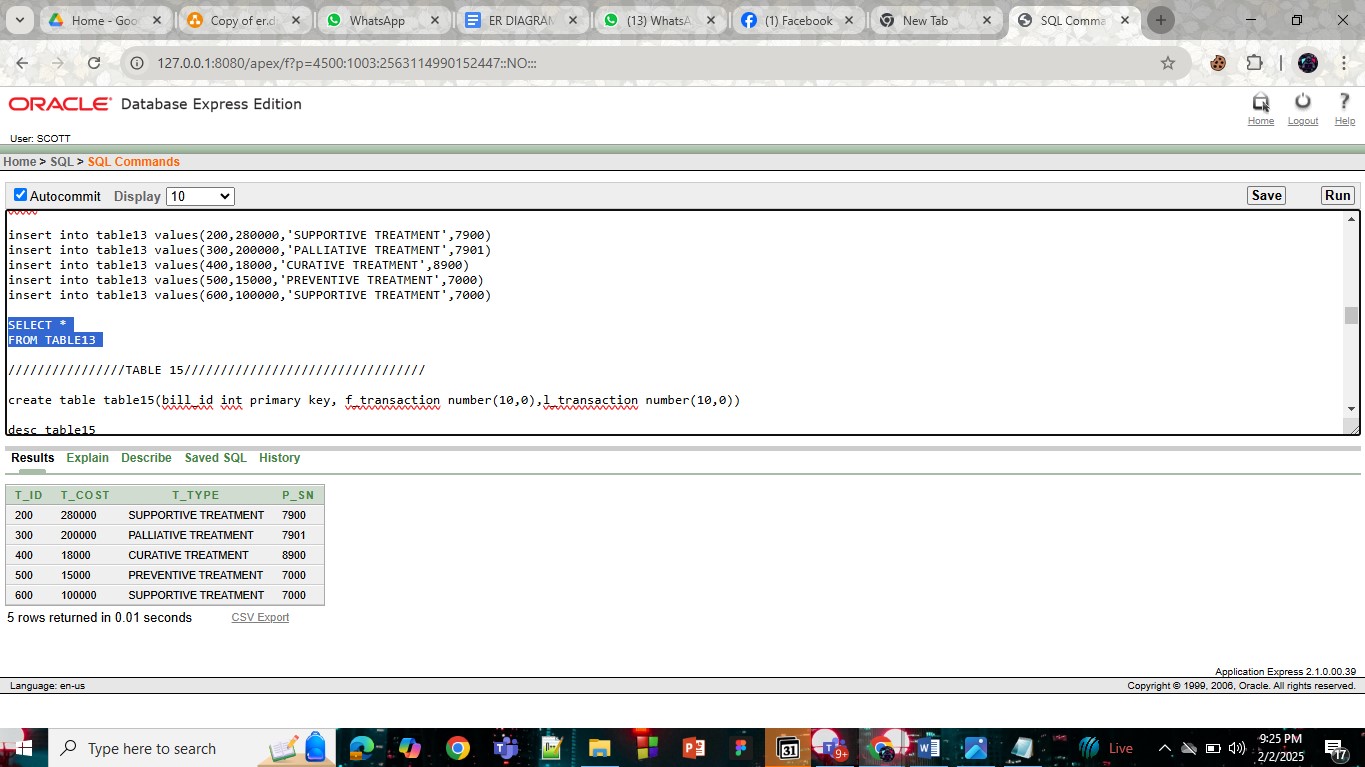 Home - Goo
Copy of er.d
WhatsApp
ER DIAGRAM
(13) WhatsA
(1) Facebook
New Tab
SQL Comma
127.0.0.1:8080/apex/f?p=4500:1003:2563114990152447::NO:::
ORACLE Database Express Edition
Home Logout Help
User: SCOTT
Home > SQL > SQL Commands
Autocommit Display 10
Save Run
insert into table13 values(200,280000,'SUPPORTIVE TREATMENT',7900)
insert into table13 values(300,200000,'PALLIATIVE TREATMENT',7901)
insert into table13 values(400,18000,'CURATIVE TREATMENT',8900)
insert into table13 values(500,15000,'PREVENTIVE TREATMENT',7000)
insert into table13 values(600,100000,'SUPPORTIVE TREATMENT',7000)
SELECT *
FROM TABLE13
////////////////TABLE 15/////////////////////////////////
create table table15(bill_id int primary key, f_transaction number(10,0),l_transaction number(10,0))
desc table15
Results Explain Describe Saved SQL History
T_ID T_COST T_TYPE P_SN
200 280000 SUPPORTIVE TREATMENT 7900
300 200000 PALLIATIVE TREATMENT 7901
400 18000 CURATIVE TREATMENT 8900
500 15000 PREVENTIVE TREATMENT 7000
600 100000 SUPPORTIVE TREATMENT 7000
5 rows returned in 0.01 seconds CSV Export
Application Express 2.1.0.00.39
Language: en-us
Copyright © 1999, 2006, Oracle. All rights reserved.
Type here to search
31
9+
Live
9:25 PM
2/2/2025
17